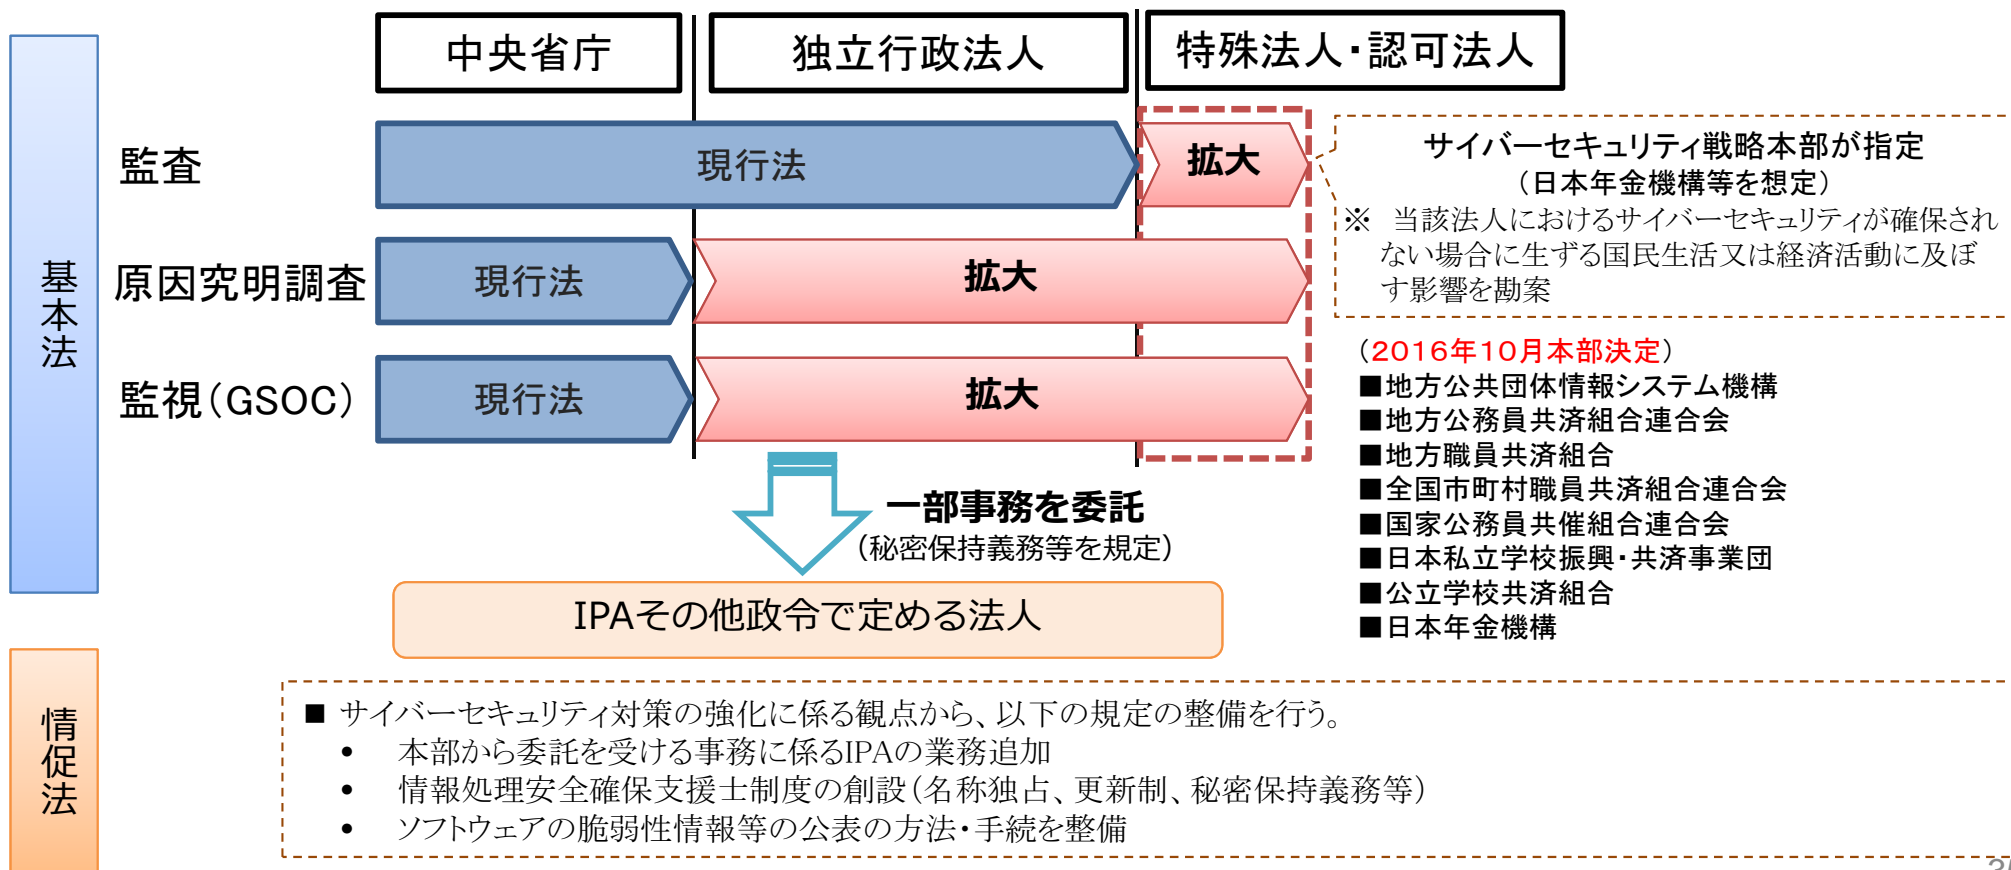 中央省庁
独立行政法人
特殊法人・認可法人
基本法
監査
現行法
拡大
原因究明調査
現行法
拡大
監視(GSOC)
現行法
拡大
サイバーセキュリティ戦略本部が指定
(日本年金機構等を想定)
※ 当該法人におけるサイバーセキュリティが確保され
ない場合に生ずる国民生活又は経済活動に及ぼ
す影響を勘案
(2016年10月本部決定)
■地方公共団体情報システム機構
■地方公務員共済組合連合会
■地方職員共済組合
■全国市町村職員共済組合連合会
■国家公務員共催組合連合会
■日本私立学校振興・共済事業団
■公立学校共済組合
■日本年金機構
一部事務を委託
(秘密保持義務等を規定)
IPAその他政令で定める法人
情促法
■ サイバーセキュリティ対策の強化に係る観点から、以下の規定の整備を行う。
• 本部から委託を受ける事務に係るIPAの業務追加
• 情報処理安全確保支援士制度の創設(名称独占、更新制、秘密保持義務等)
• ソフトウェアの脆弱性情報等の公表の方法・手続を整備